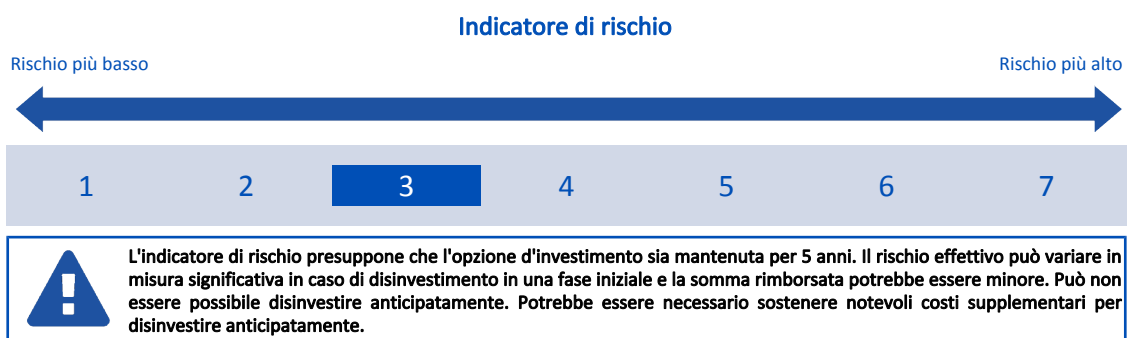 Indicatore di rischio
Rischio più basso Rischio più alto
1 2 3 4 5 6 7
L'indicatore di rischio presuppone che l'opzione d'investimento sia mantenuta per 5 anni. Il rischio effettivo può variare in
misura significativa in caso di disinvestimento in una fase iniziale e la somma rimborsata potrebbe essere minore. Può non
essere possibile disinvestire anticipatamente. Potrebbe essere necessario sostenere notevoli costi supplementari per
disinvestire anticipatamente.